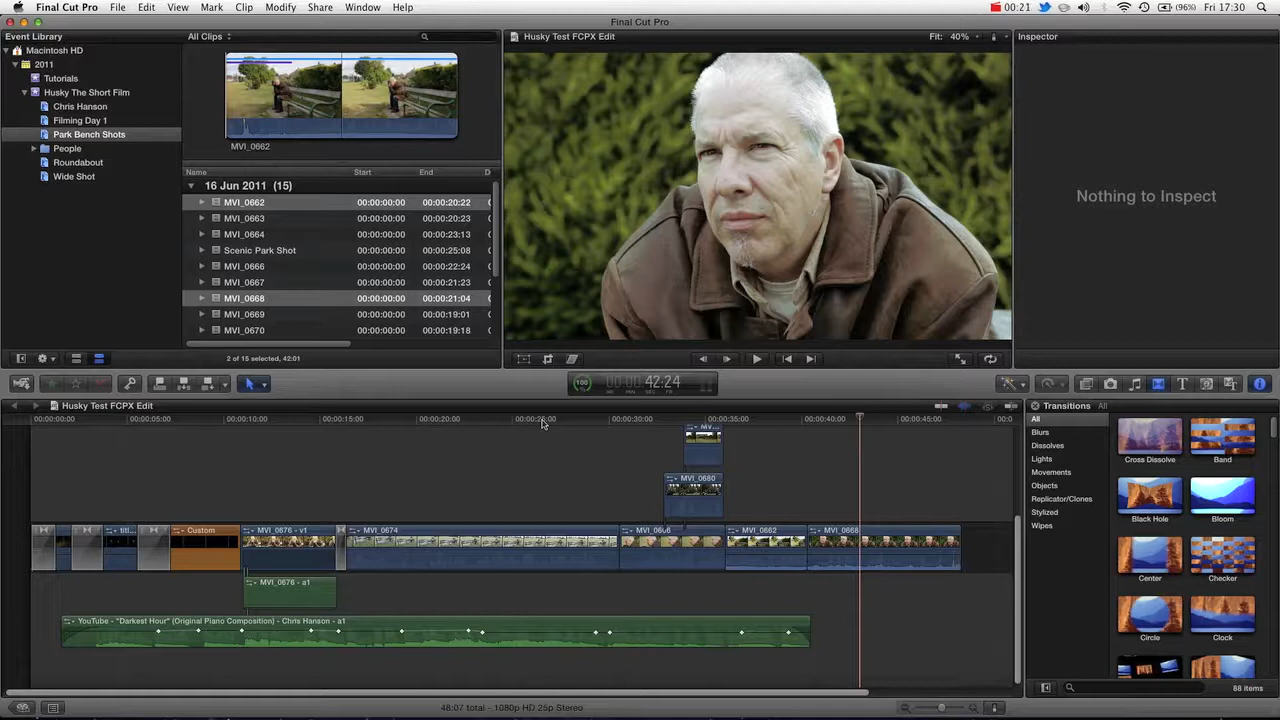 Final Cut Pro File Edit View Mark Clip Modify Share Window Help 00:21 (96%) Fri 17:30
Final Cut Pro
Event Library
All Clips
Husky Test FCPX Edit
Fit: 40%
Inspector
Macintosh HD
2011
Tutorials
Husky The Short Film
Chris Hanson
Filming Day 1
Park Bench Shots
People
Roundabout
Wide Shot
MVI_0662
Name Start End
16 Jun 2011 (15)
MVI_0662 00:00:00:00 00:00:20:22
MVI_0663 00:00:00:00 00:00:20:23
MVI_0664 00:00:00:00 00:00:23:13
Scenic Park Shot 00:00:00:00 00:00:25:08
MVI_0666 00:00:00:00 00:00:22:24
MVI_0667 00:00:00:00 00:00:21:23
MVI_0668 00:00:00:00 00:00:21:04
MVI_0669 00:00:00:00 00:00:19:01
MVI_0670 00:00:00:00 00:00:19:18
Nothing to Inspect
2 of 15 selected, 42:01
100 42:24
HR MIN SEC FR
Husky Test FCPX Edit
00:00:00:00 00:00:05:00 00:00:10:00 00:00:15:00 00:00:20:00 00:00:30:00 00:00:35:00 00:00:40:00 00:00:45:00
MV...
MVI_0680
titl... Custom MVI_0676 - v1 MVI_0674 MVI_0662 MVI_0668
MVI_0676 - a1
YouTube - "Darkest Hour" (Original Piano Composition) - Chris Hanson - a1
Transitions All
All
Blurs
Dissolves
Lights
Movements
Objects
Replicator/Clones
Stylized
Wipes
Cross Dissolve Band
Black Hole Bloom
Center Checker
Circle Clock
88 items
48:07 total - 1080p HD 25p Stereo